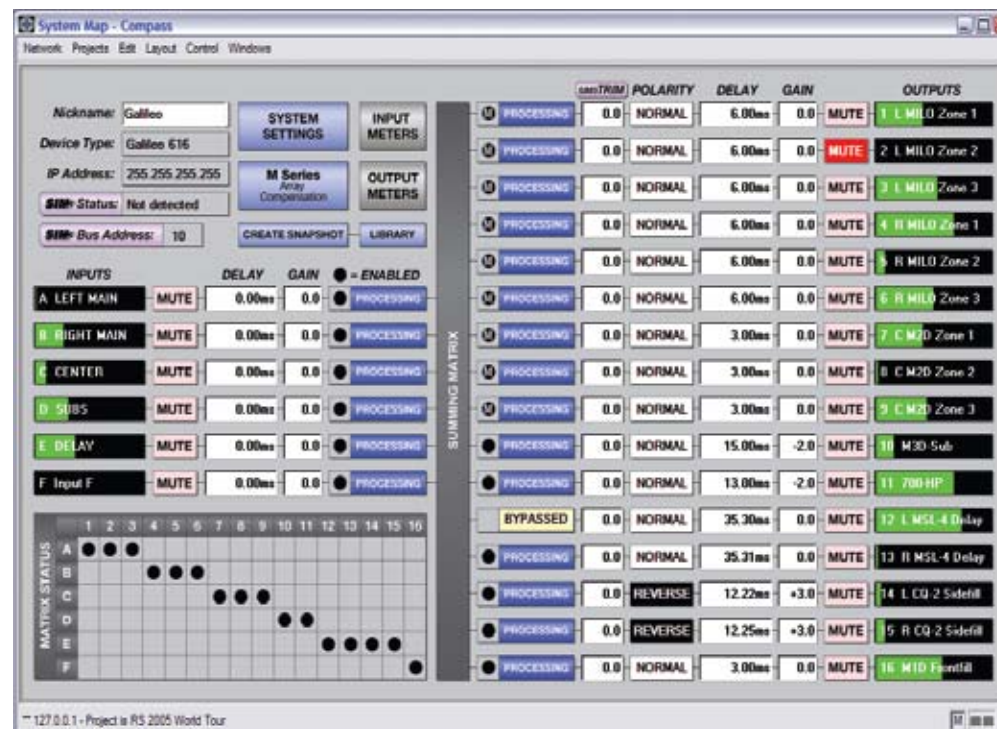 System Map - Compass
Network Projects Edit Layout Control Windows
Nickname: Galileo
Device Type: Galileo 616
IP Address: 255.255.255.255
SIM® Status: Not detected
SIM® Bus Address: 10
SYSTEM SETTINGS
INPUT METERS
M Series Array Compensation
OUTPUT METERS
CREATE SNAPSHOT LIBRARY
INPUTS DELAY GAIN = ENABLED
A LEFT MAIN MUTE 0.00ms 0.0 PROCESSING
B RIGHT MAIN MUTE 0.00ms 0.0 PROCESSING
C CENTER MUTE 0.00ms 0.0 PROCESSING
D SUBS MUTE 0.00ms 0.0 PROCESSING
E DELAY MUTE 0.00ms 0.0 PROCESSING
F Input F MUTE 0.00ms 0.0 PROCESSING
MATRIX STATUS
1 2 3 4 5 6 7 8 9 10 11 12 13 14 15 16
A
B
C
D
E
F
SUMMING MATRIX
TRIM POLARITY DELAY GAIN OUTPUTS
M PROCESSING 0.0 NORMAL 6.00ms 0.0 MUTE 1 L MILO Zone 1
M PROCESSING 0.0 NORMAL 6.00ms 0.0 MUTE 2 L MILO Zone 2
M PROCESSING 0.0 NORMAL 6.00ms 0.0 MUTE 3 L MILO Zone 3
M PROCESSING 0.0 NORMAL 6.00ms 0.0 MUTE 4 R MILO Zone 1
M PROCESSING 0.0 NORMAL 6.00ms 0.0 MUTE 5 R MILO Zone 2
M PROCESSING 0.0 NORMAL 6.00ms 0.0 MUTE 6 R MILO Zone 3
M PROCESSING 0.0 NORMAL 3.00ms 0.0 MUTE 7 C M2D Zone 1
M PROCESSING 0.0 NORMAL 3.00ms 0.0 MUTE 8 C M2D Zone 2
M PROCESSING 0.0 NORMAL 3.00ms 0.0 MUTE 9 C M2D Zone 3
PROCESSING 0.0 NORMAL 15.00ms -2.0 MUTE 10 M3D-Sub
PROCESSING 0.0 NORMAL 13.00ms -2.0 MUTE 11 700-HP
BYPASSED 0.0 NORMAL 35.30ms 0.0 MUTE 12 L MSL-4 Delay
PROCESSING 0.0 NORMAL 35.31ms 0.0 MUTE 13 R MSL-4 Delay
PROCESSING 0.0 REVERSE 12.22ms +3.0 MUTE 14 L CQ-2 Sidefill
PROCESSING 0.0 REVERSE 12.25ms +3.0 MUTE 15 R CQ-2 Sidefill
PROCESSING 0.0 NORMAL 3.00ms 0.0 MUTE 16 M1D Frontfill
127.0.0.1 - Project is RS 2005 World Tour
M